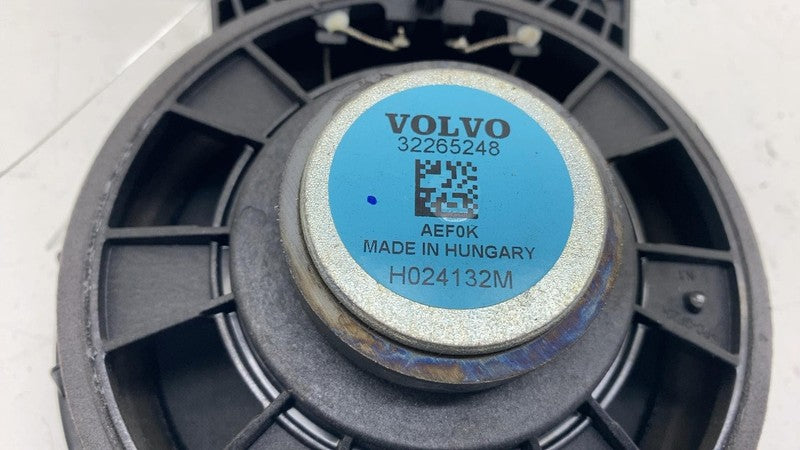 VOLVO
32265248
AEF0K
MADE IN HUNGARY
H024132M